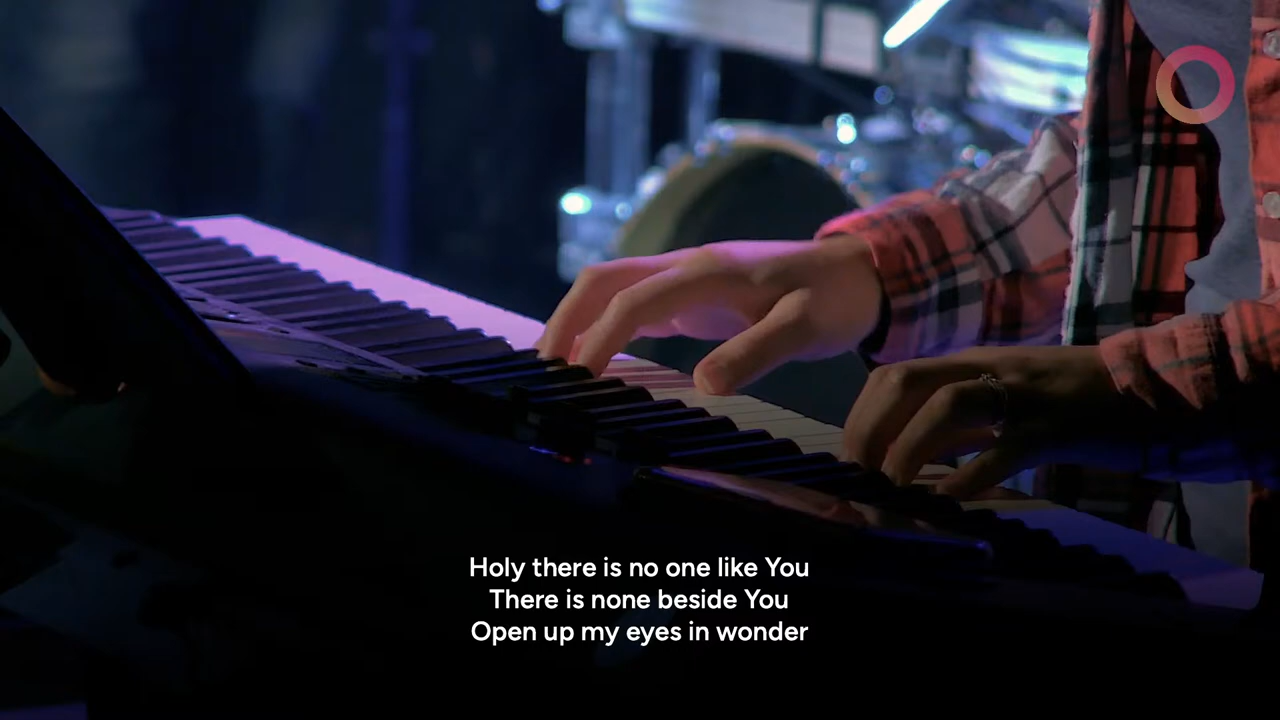 Holy there is no one like You
There is none beside You
Open up my eyes in wonder